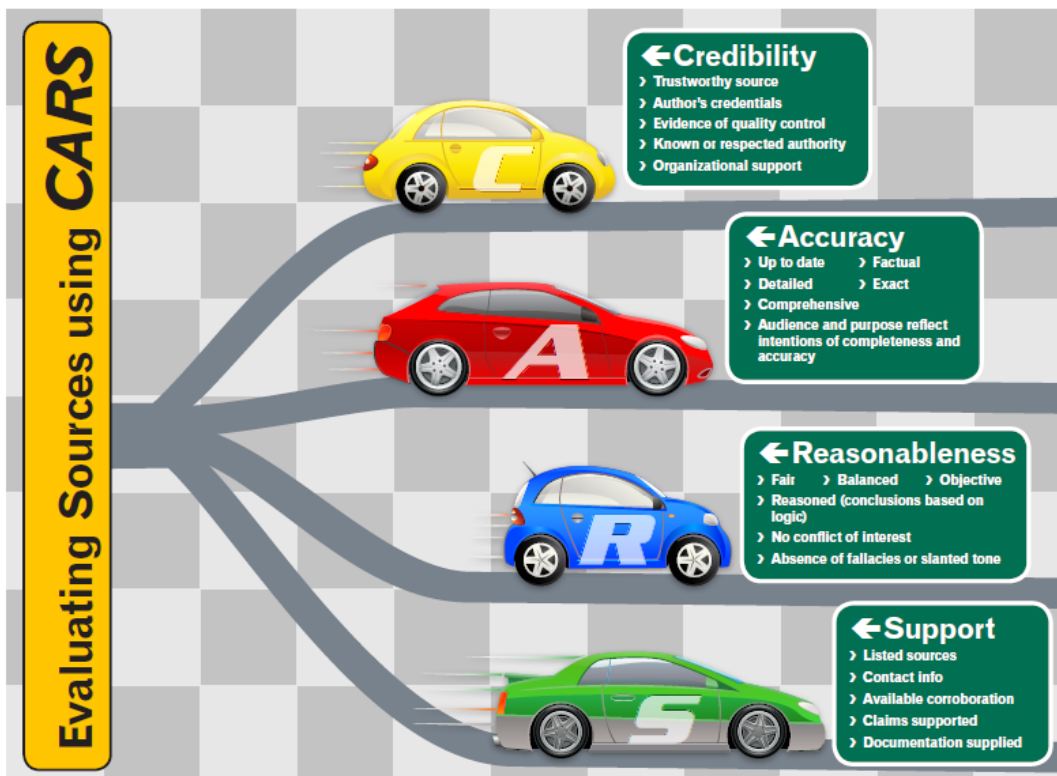 Evaluating Sources using CARS
Credibility
› Trustworthy source
› Author's credentials
› Evidence of quality control
› Known or respected authority
› Organizational support
C
Accuracy
› Up to date › Factual
› Detailed › Exact
› Comprehensive
› Audience and purpose reflect
intentions of completeness and
accuracy
A
Reasonableness
› Fair › Balanced › Objective
› Reasoned (conclusions based on
logic)
› No conflict of interest
› Absence of fallacies or slanted tone
R
Support
› Listed sources
› Contact info
› Available corroboration
› Claims supported
› Documentation supplied
S